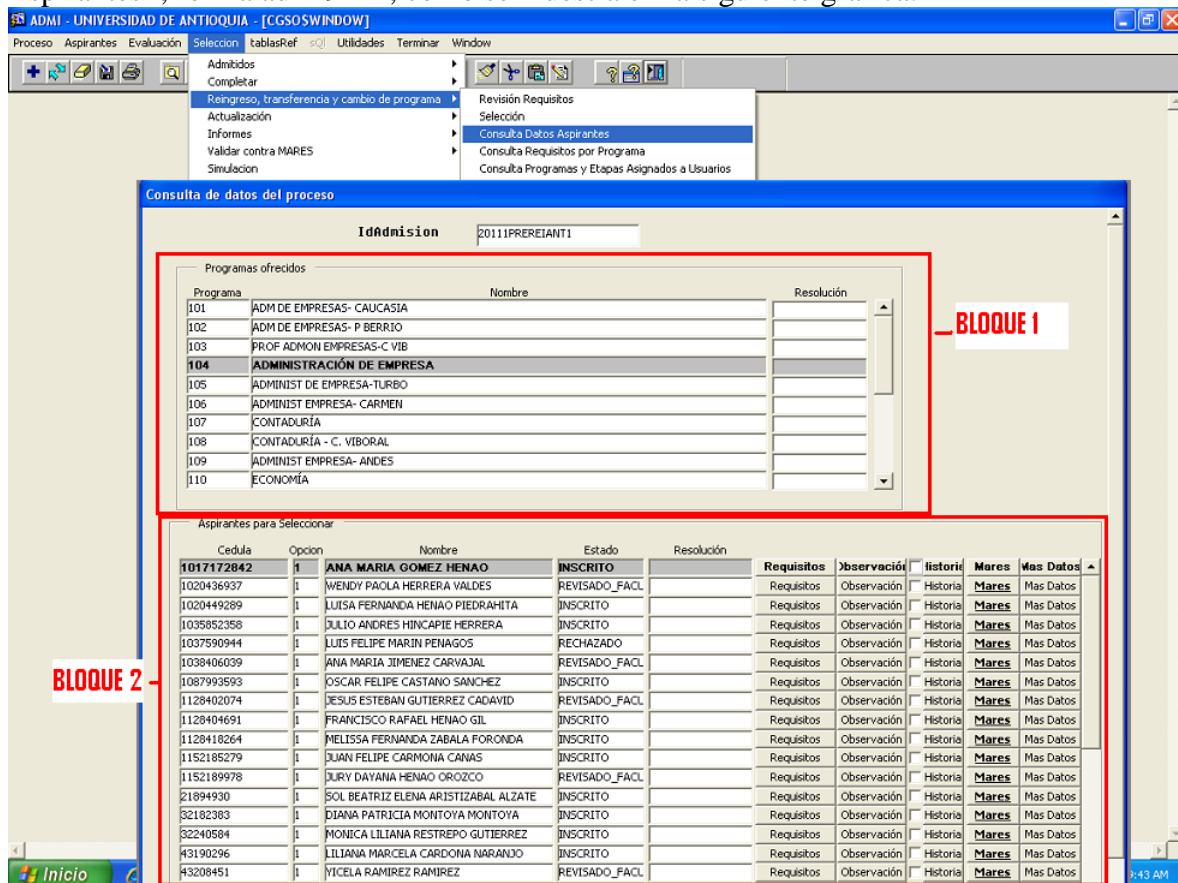 ADMI - UNIVERSIDAD DE ANTIOQUIA - [CGSO$WINDOW]
Proceso Aspirantes Evaluación Seleccion tablasRef sQl Utilidades Terminar Window
Admitidos
Completar
Reingreso, transferencia y cambio de programa
Actualización
Informes
Validar contra MARES
Simulacion
Revisión Requisitos
Selección
Consulta Datos Aspirantes
Consulta Requisitos por Programa
Consulta Programas y Etapas Asignados a Usuarios
Consulta de datos del proceso
IdAdmision 20111PREREIANT1
Programas ofrecidos
Programa Nombre Resolución
101 ADM DE EMPRESAS- CAUCASIA
102 ADM DE EMPRESAS- P BERRIO
103 PROF ADMON EMPRESAS-C VIB
104 ADMINISTRACIÓN DE EMPRESA
105 ADMINIST DE EMPRESA-TURBO
106 ADMINIST EMPRESA- CARMEN
107 CONTADURÍA
108 CONTADURÍA - C. VIBORAL
109 ADMINIST EMPRESA- ANDES
110 ECONOMÍA
BLOQUE 1
Aspirantes para Seleccionar
Cedula Opcion Nombre Estado Resolución
1017172842 1 ANA MARIA GOMEZ HENAO INSCRITO Requisitos Observación Historia Mares Mas Datos
1020436937 1 WENDY PAOLA HERRERA VALDES REVISADO_FACU Requisitos Observación Historia Mares Mas Datos
1020449289 1 LUISA FERNANDA HENAO PIEDRAHITA INSCRITO Requisitos Observación Historia Mares Mas Datos
1035852358 1 JULIO ANDRES HINCAPIE HERRERA INSCRITO Requisitos Observación Historia Mares Mas Datos
1037590944 1 LUIS FELIPE MARIN PENAGOS RECHAZADO Requisitos Observación Historia Mares Mas Datos
1038406039 1 ANA MARIA JIMENEZ CARVAJAL REVISADO_FACU Requisitos Observación Historia Mares Mas Datos
1087993593 1 OSCAR FELIPE CASTANO SANCHEZ INSCRITO Requisitos Observación Historia Mares Mas Datos
1128402074 1 JESUS ESTEBAN GUTIERREZ CADAVID REVISADO_FACU Requisitos Observación Historia Mares Mas Datos
1128404691 1 FRANCISCO RAFAEL HENAO GIL INSCRITO Requisitos Observación Historia Mares Mas Datos
1128418264 1 MELISSA FERNANDA ZABALA FORONDA INSCRITO Requisitos Observación Historia Mares Mas Datos
1152185279 1 JUAN FELIPE CARMONA CANAS INSCRITO Requisitos Observación Historia Mares Mas Datos
1152189978 1 JURY DAYANA HENAO OROZCO REVISADO_FACU Requisitos Observación Historia Mares Mas Datos
21894930 1 SOL BEATRIZ ELENA ARISTIZABAL ALZATE INSCRITO Requisitos Observación Historia Mares Mas Datos
32182383 1 DIANA PATRICIA MONTOYA MONTOYA INSCRITO Requisitos Observación Historia Mares Mas Datos
32240584 1 MONICA LILIANA RESTREPO GUTIERREZ INSCRITO Requisitos Observación Historia Mares Mas Datos
43190296 1 LILIANA MARCELA CARDONA NARANJO INSCRITO Requisitos Observación Historia Mares Mas Datos
43208451 1 YICELA RAMIREZ RAMIREZ REVISADO_FACU Requisitos Observación Historia Mares Mas Datos
BLOQUE 2
Inicio
9:43 AM